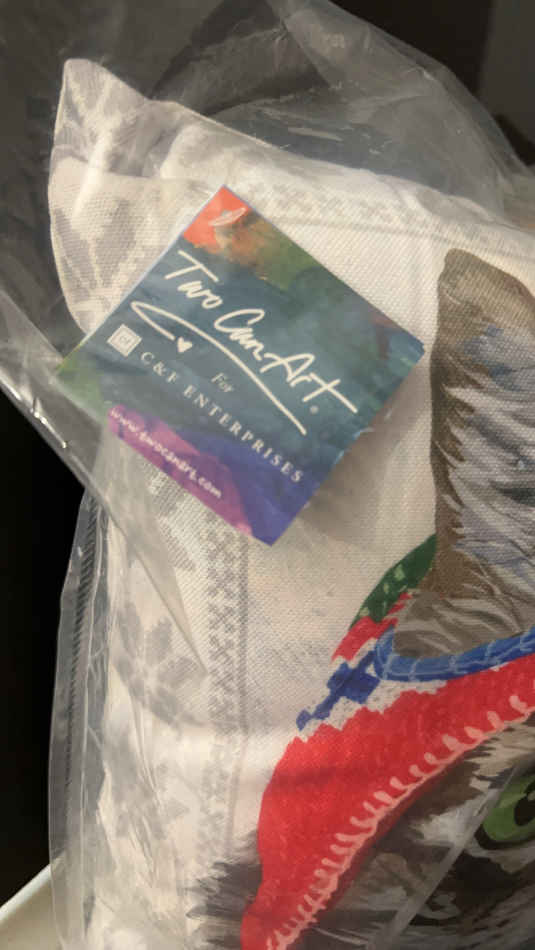 Two Can Art®
For
C&F ENTERPRISES
www.twocanart.com